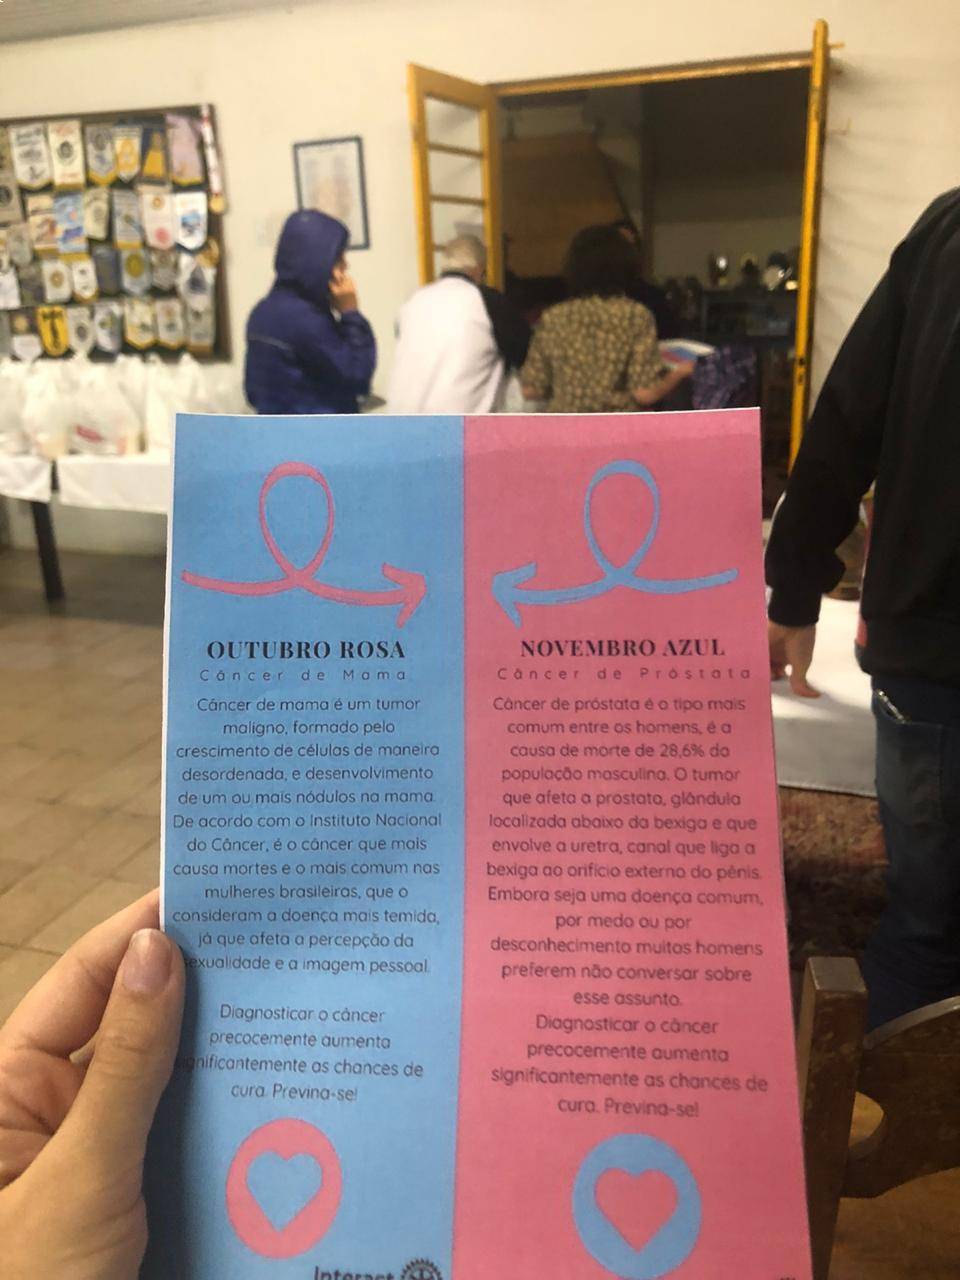 OUTUBRO ROSA
Câncer de Mama
Câncer de mama é um tumor
maligno, formado pelo
crescimento de células de maneira
desordenada, e desenvolvimento
de um ou mais nódulos na mama.
De acordo com o Instituto Nacional
do Câncer, é o câncer que mais
causa mortes e o mais comum nas
mulheres brasileiras, que o
consideram a doença mais temida,
já que afeta a percepção da
sexualidade e a imagem pessoal.
Diagnosticar o câncer
precocemente aumenta
significantemente as chances de
cura. Previna-se!
Interact
NOVEMBRO AZUL
Câncer de Próstata
Câncer de próstata é o tipo mais
comum entre os homens, é a
causa de morte de 28,6% da
população masculina. O tumor
que afeta a prostata, glândula
localizada abaixo da bexiga e que
envolve a uretra, canal que liga a
bexiga ao orifício externo do pênis.
Embora seja uma doença comum,
por medo ou por
desconhecimento muitos homens
preferem não conversar sobre
esse assunto.
Diagnosticar o câncer
precocemente aumenta
significantemente as chances de
cura. Previna-se!